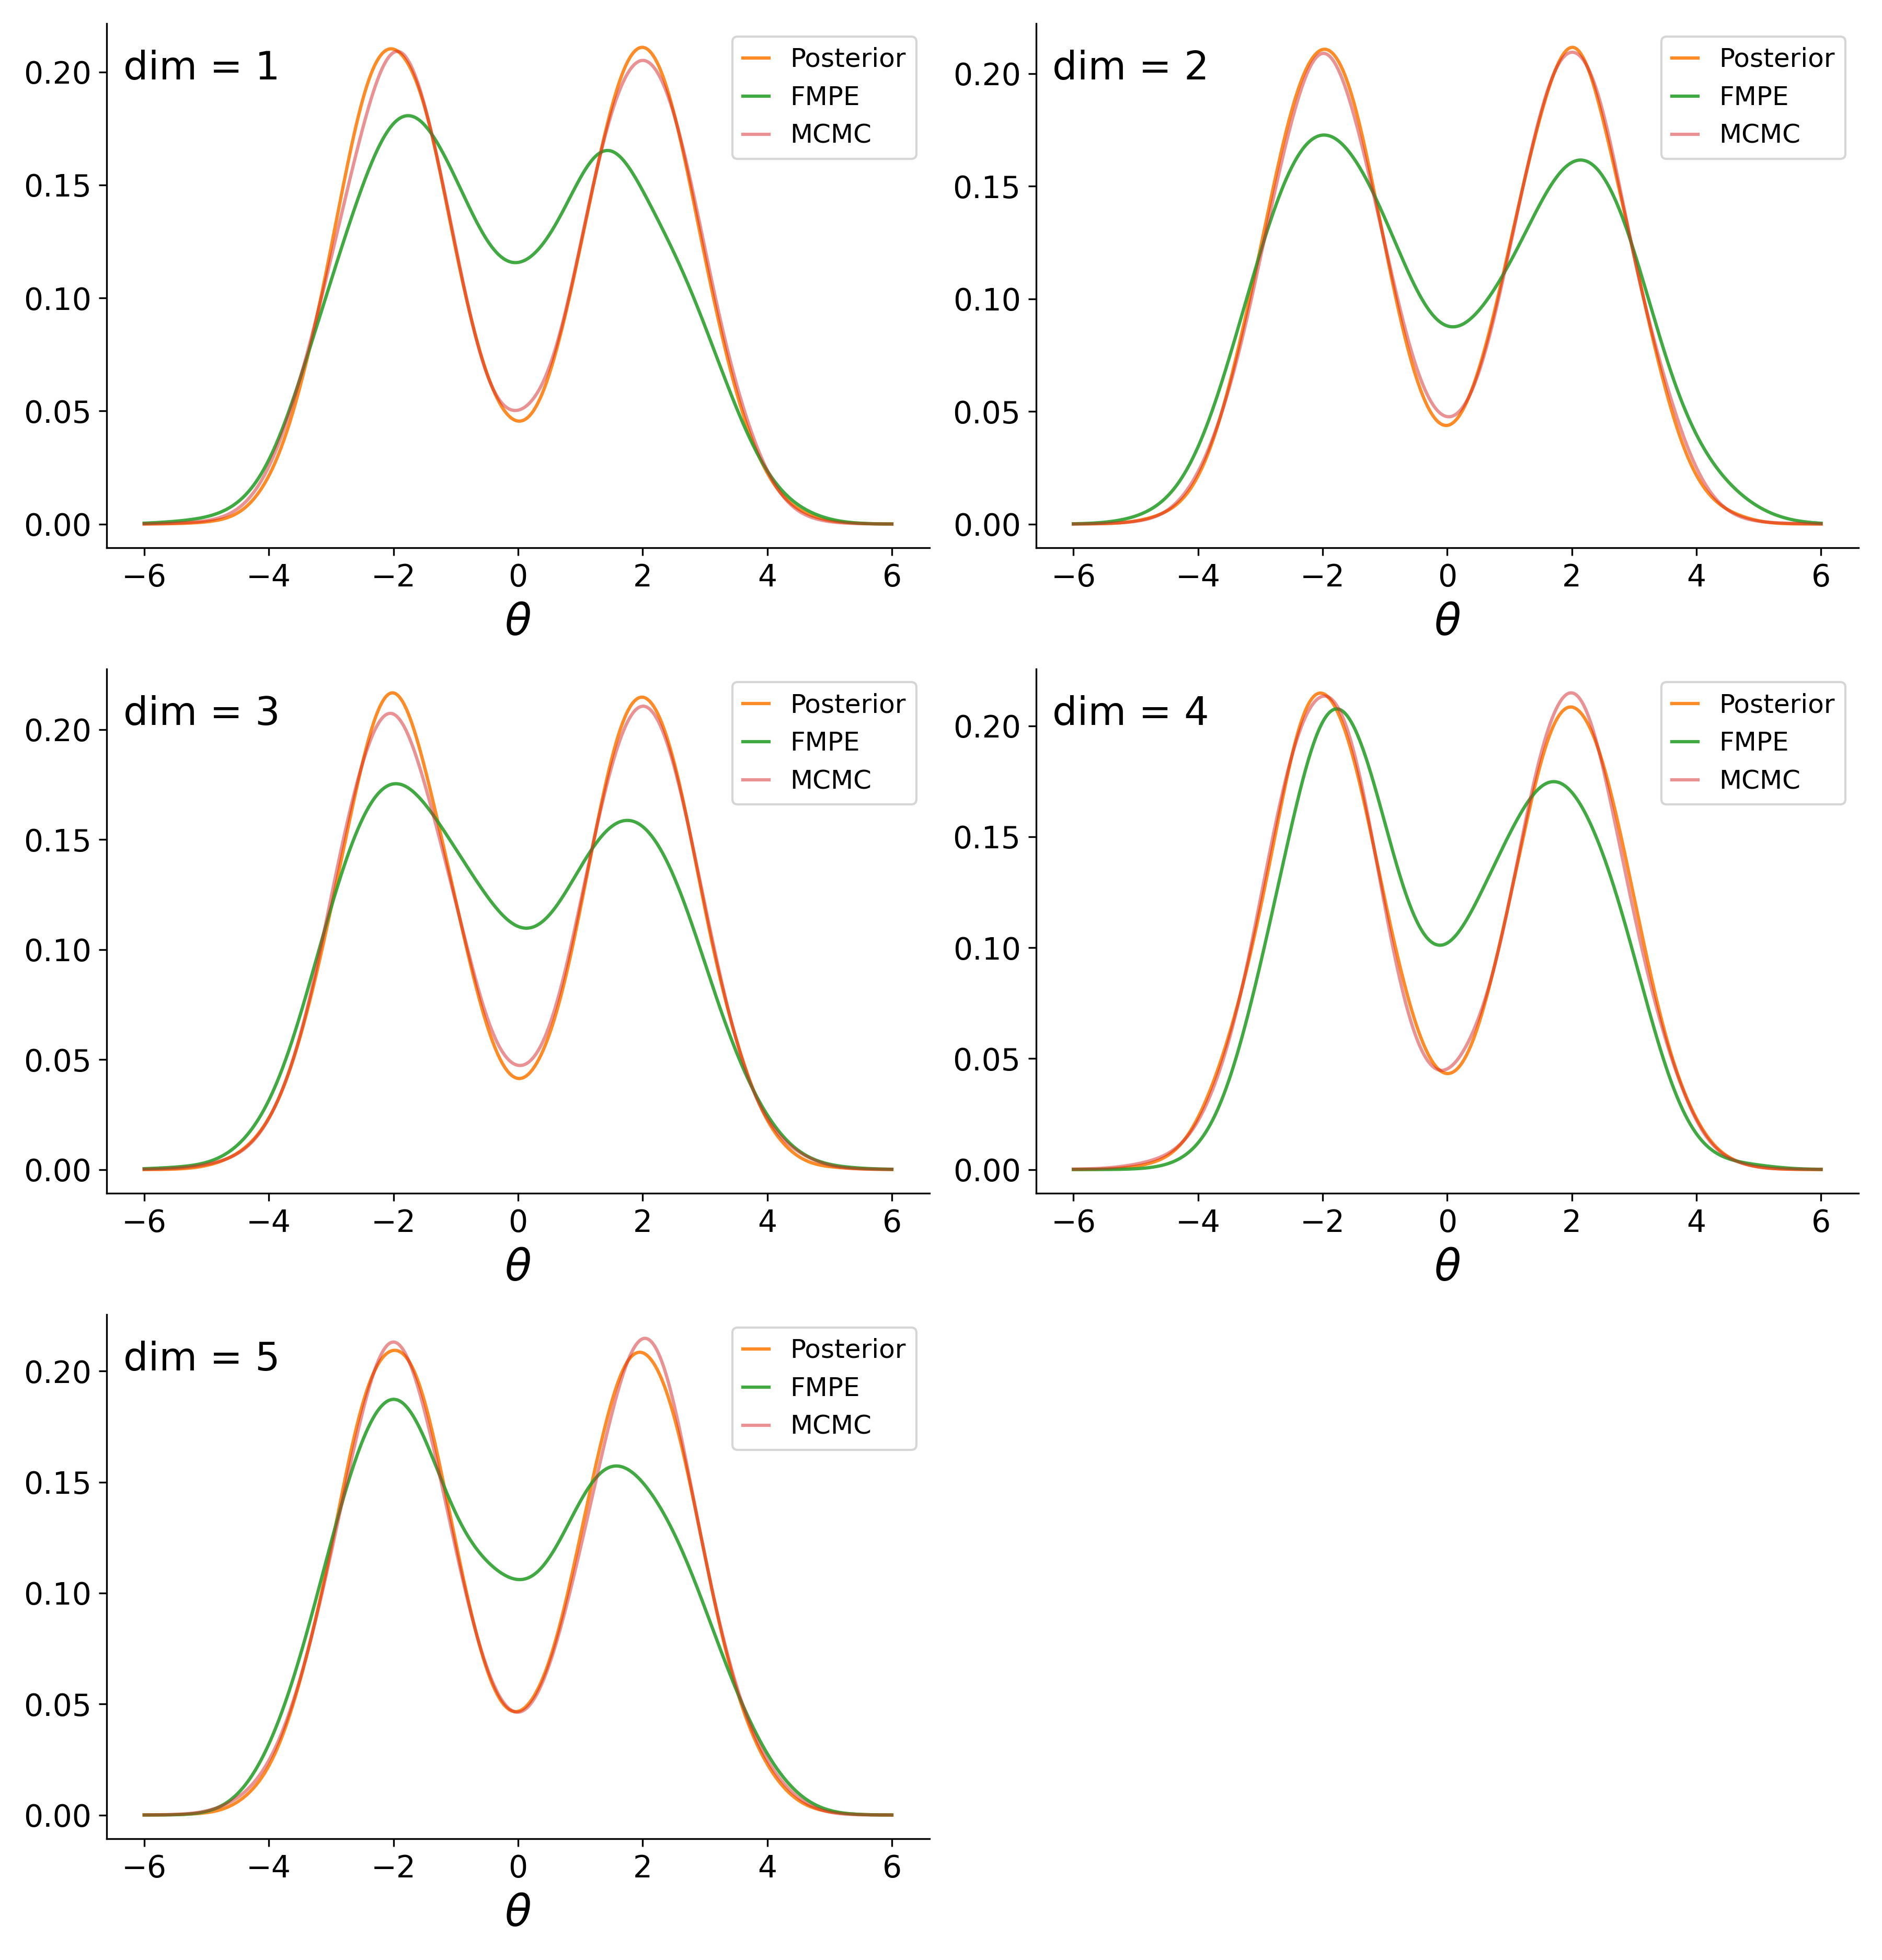 dim = 1
Posterior
FMPE
MCMC
0.20
0.15
0.10
0.05
0.00
−6 −4 −2 0 2 4 6
θ
dim = 2
Posterior
FMPE
MCMC
0.20
0.15
0.10
0.05
0.00
−6 −4 −2 0 2 4 6
θ
dim = 3
Posterior
FMPE
MCMC
0.20
0.15
0.10
0.05
0.00
−6 −4 −2 0 2 4 6
θ
dim = 4
Posterior
FMPE
MCMC
0.20
0.15
0.10
0.05
0.00
−6 −4 −2 0 2 4 6
θ
dim = 5
Posterior
FMPE
MCMC
0.20
0.15
0.10
0.05
0.00
−6 −4 −2 0 2 4 6
θ